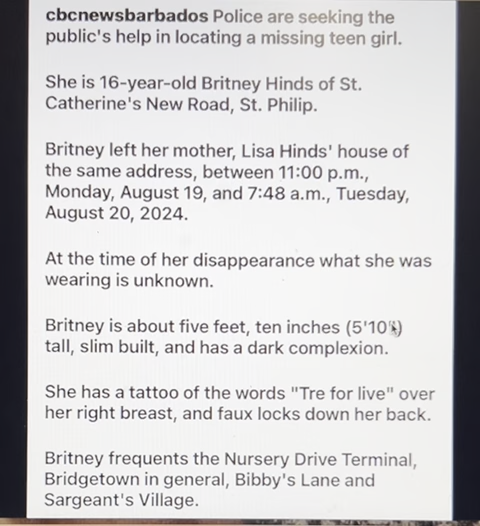 cbcnewsbarbados Police are seeking the
public's help in locating a missing teen girl.
She is 16-year-old Britney Hinds of St.
Catherine's New Road, St. Philip.
Britney left her mother, Lisa Hinds' house of
the same address, between 11:00 p.m.,
Monday, August 19, and 7:48 a.m., Tuesday,
August 20, 2024.
At the time of her disappearance what she was
wearing is unknown.
Britney is about five feet, ten inches (5'10")
tall, slim built, and has a dark complexion.
She has a tattoo of the words "Tre for live" over
her right breast, and faux locks down her back.
Britney frequents the Nursery Drive Terminal,
Bridgetown in general, Bibby's Lane and
Sargeant's Village.